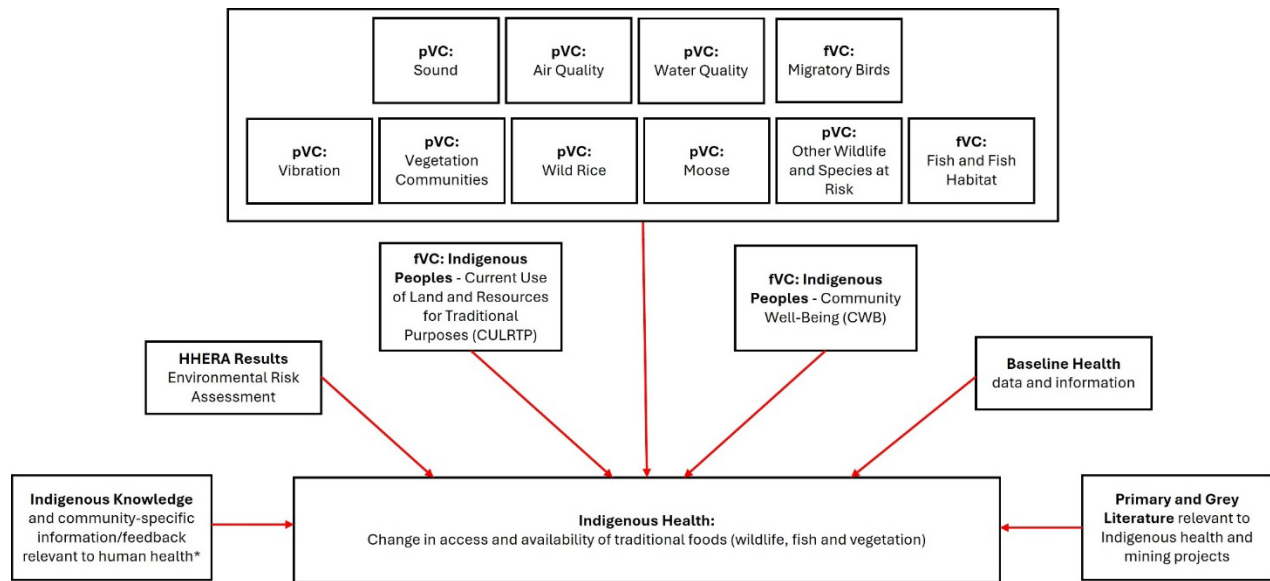 pVC:
Sound
pVC:
Air Quality
pVC:
Water Quality
fVC:
Migratory Birds
pVC:
Vibration
pVC:
Vegetation
Communities
pVC:
Wild Rice
pVC:
Moose
pVC:
Other Wildlife
and Species at
Risk
fVC:
Fish and Fish
Habitat
fVC: Indigenous
Peoples - Current Use
of Land and Resources
for Traditional
Purposes (CULRTP)
fVC: Indigenous
Peoples - Community
Well-Being (CWB)
HHERA Results
Environmental Risk
Assessment
Baseline Health
data and information
Indigenous Knowledge
and community-specific
information/feedback
relevant to human health*
Indigenous Health:
Change in access and availability of traditional foods (wildlife, fish and vegetation)
Primary and Grey
Literature relevant to
Indigenous health and
mining projects